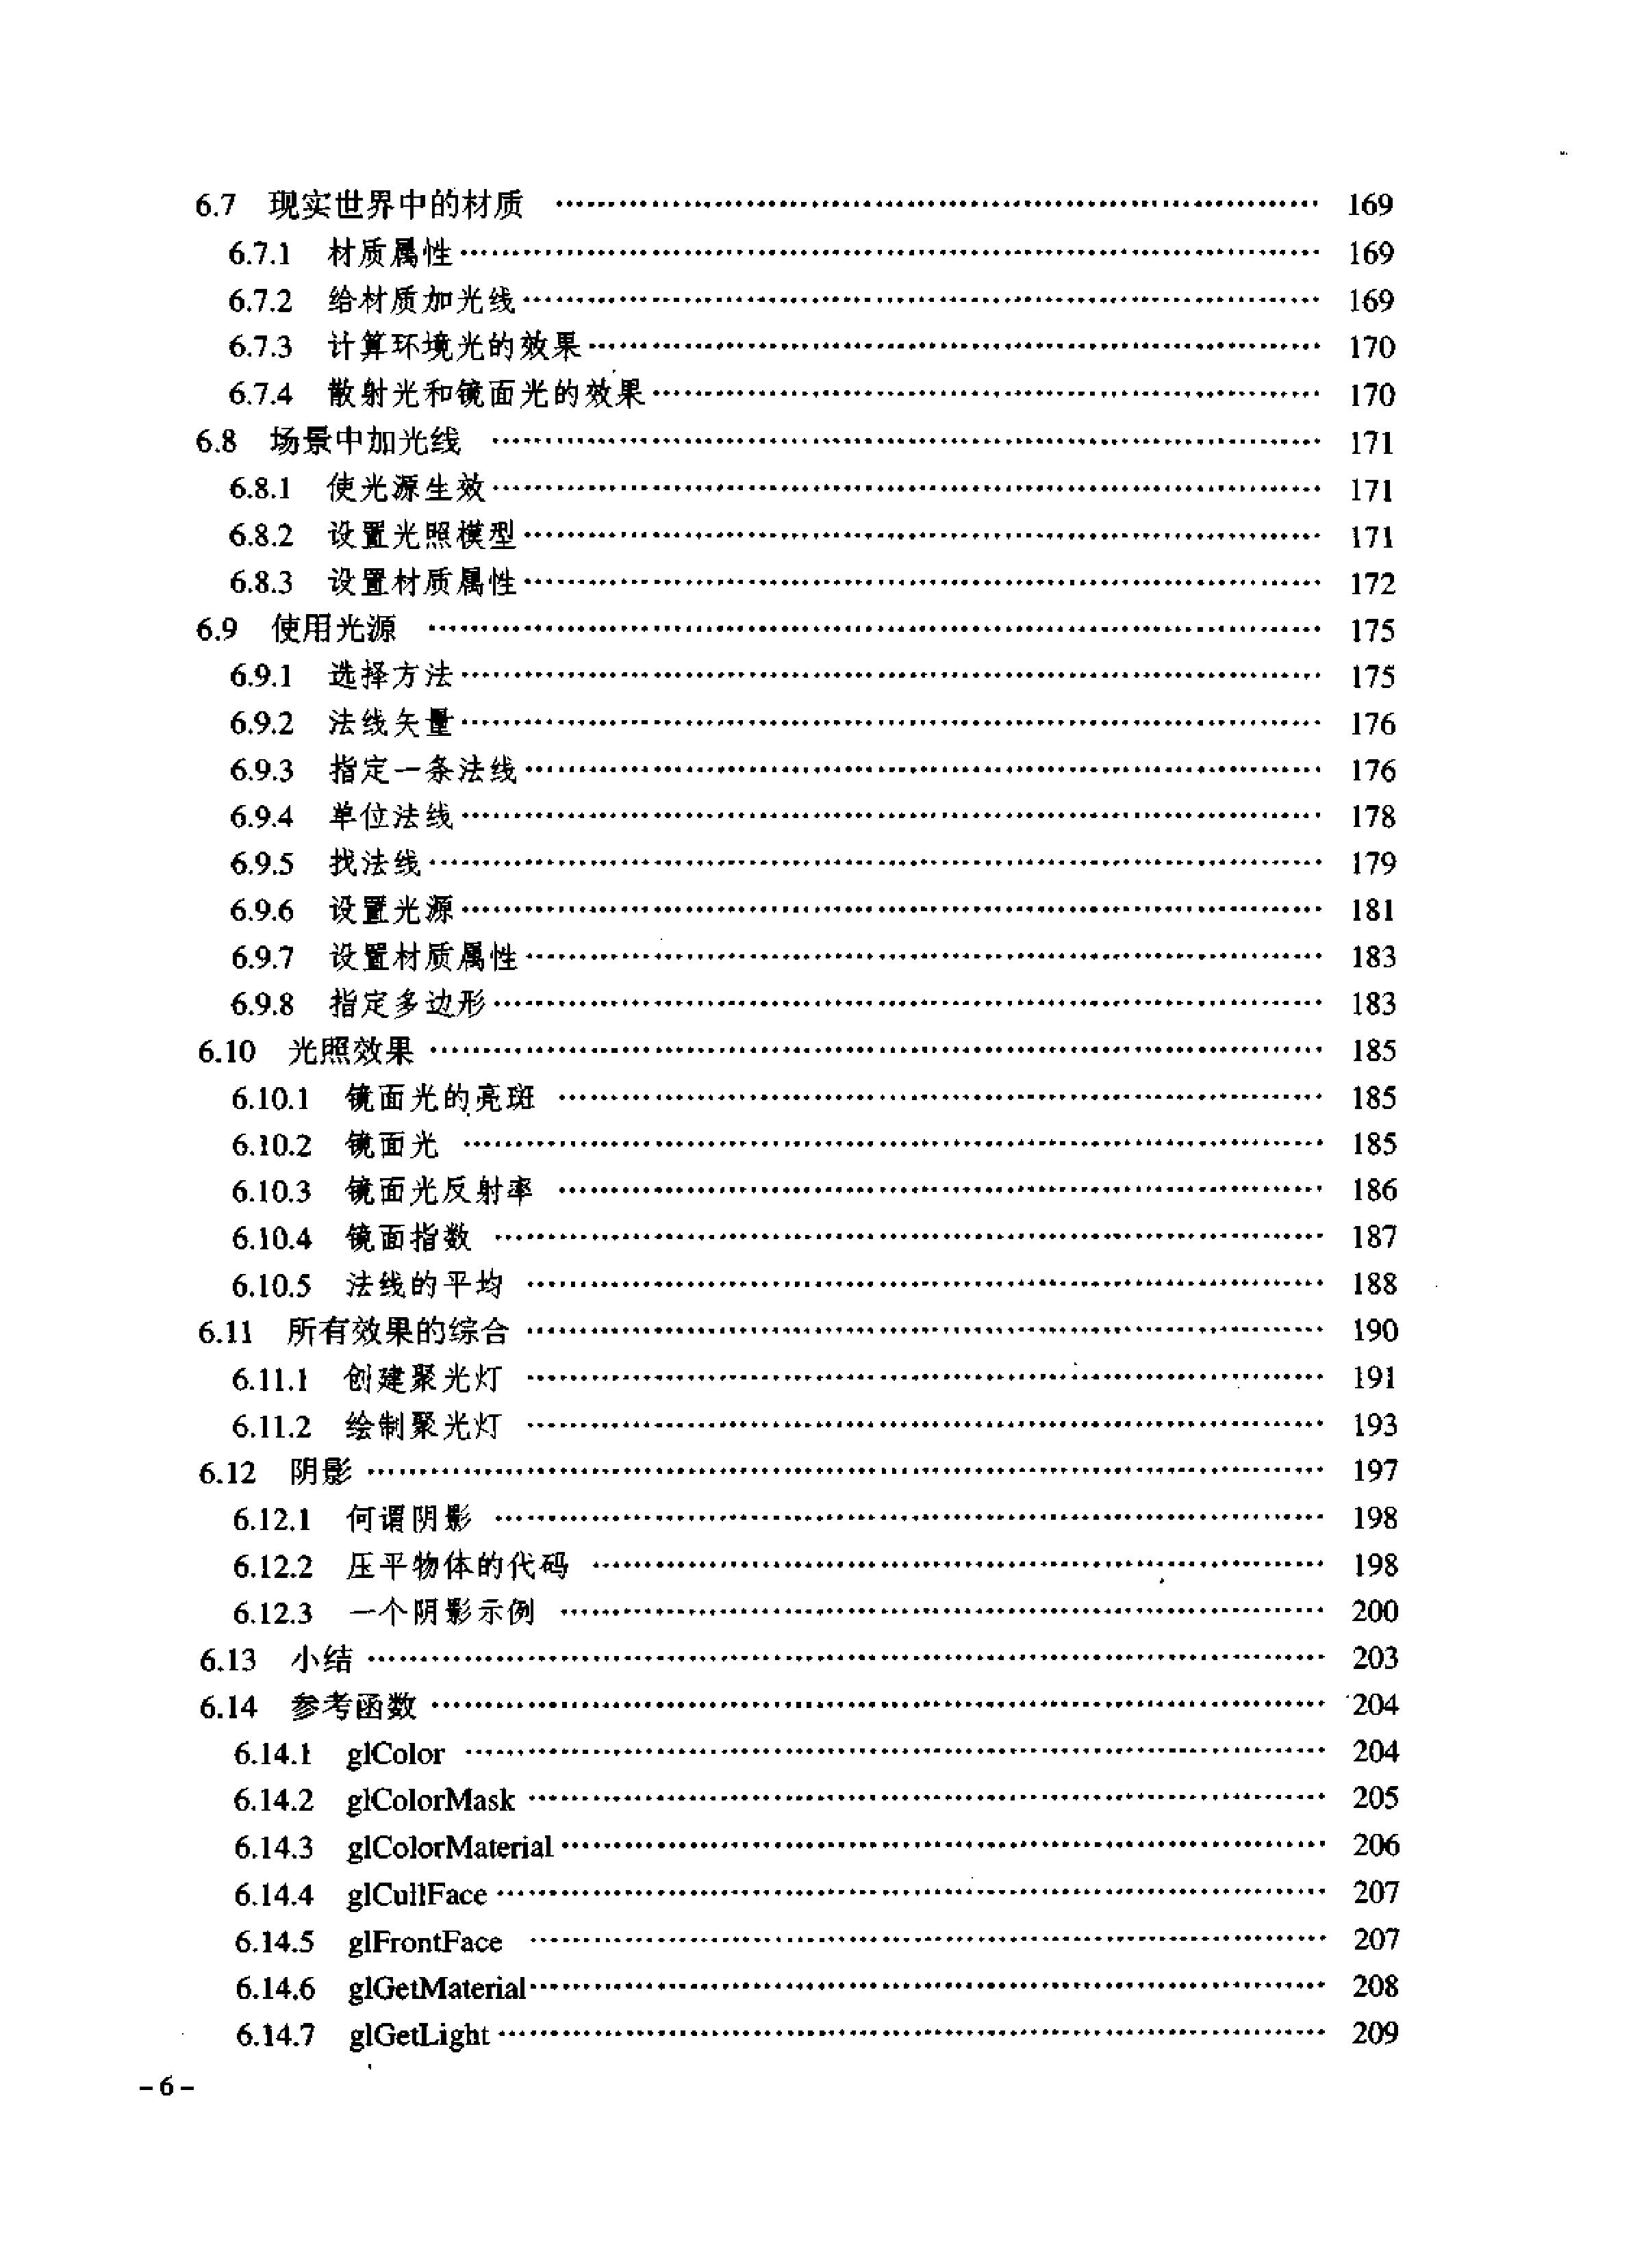 6.7 现实世界中的材质 …… 169
6.7.1 材质属性 …… 169
6.7.2 给材质加光线 …… 169
6.7.3 计算环境光的效果 …… 170
6.7.4 散射光和镜面光的效果 …… 170
6.8 场景中加光线 …… 171
6.8.1 使光源生效 …… 171
6.8.2 设置光照模型 …… 171
6.8.3 设置材质属性 …… 172
6.9 使用光源 …… 175
6.9.1 选择方法 …… 175
6.9.2 法线矢量 …… 176
6.9.3 指定一条法线 …… 176
6.9.4 单位法线 …… 178
6.9.5 找法线 …… 179
6.9.6 设置光源 …… 181
6.9.7 设置材质属性 …… 183
6.9.8 指定多边形 …… 183
6.10 光照效果 …… 185
6.10.1 镜面光的亮斑 …… 185
6.10.2 镜面光 …… 185
6.10.3 镜面光反射率 …… 186
6.10.4 镜面指数 …… 187
6.10.5 法线的平均 …… 188
6.11 所有效果的综合 …… 190
6.11.1 创建聚光灯 …… 191
6.11.2 绘制聚光灯 …… 193
6.12 阴影 …… 197
6.12.1 何谓阴影 …… 198
6.12.2 压平物体的代码 …… 198
6.12.3 一个阴影示例 …… 200
6.13 小结 …… 203
6.14 参考函数 …… 204
6.14.1 glColor …… 204
6.14.2 glColorMask …… 205
6.14.3 glColorMaterial …… 206
6.14.4 glCullFace …… 207
6.14.5 glFrontFace …… 207
6.14.6 glGetMaterial …… 208
6.14.7 glGetLight …… 209
- 6 -